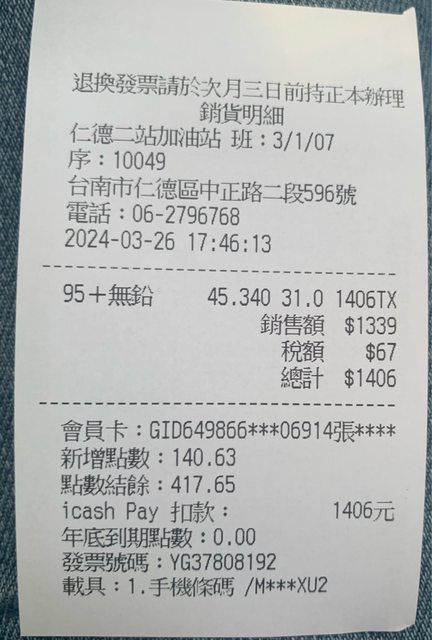 退換發票請於次月三日前持正本辦理
銷貨明細
仁德二站加油站 班：3/1/07
序：10049
台南市仁德區中正路二段596號
電話：06-2796768
2024-03-26 17:46:13
95＋無鉛 45.340 31.0 1406TX
銷售額 $1339
稅額 $67
總計 $1406
會員卡：GID649866***06914張****
新增點數：140.63
點數結餘：417.65
icash Pay 扣款： 1406元
年底到期點數：0.00
發票號碼：YG37808192
載具：1.手機條碼 /M***XU2